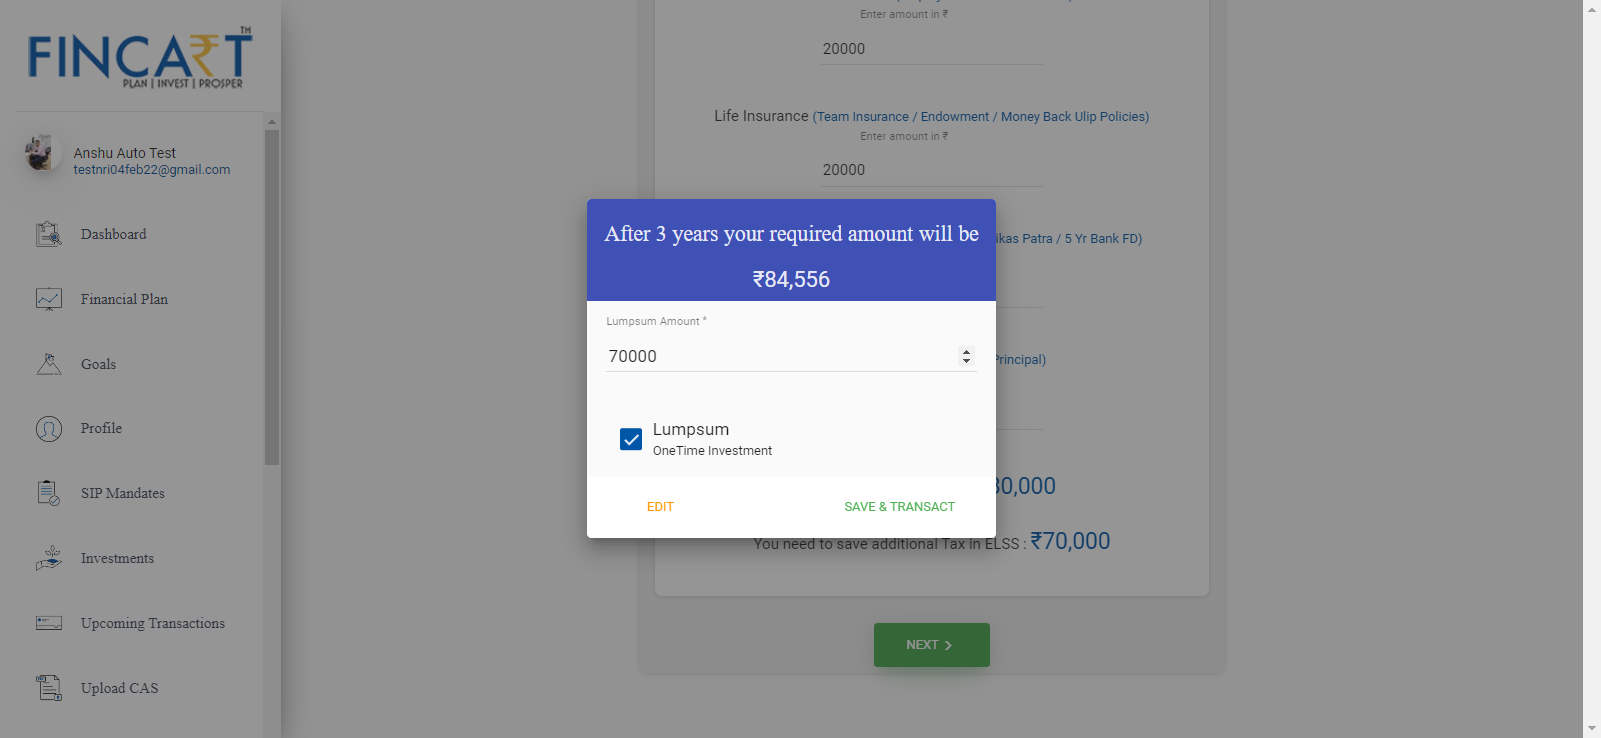 FINCART
TM
PLAN | INVEST | PROSPER
Anshu Auto Test
testnri04feb22@gmail.com
Dashboard
Financial Plan
Goals
Profile
SIP Mandates
Investments
Upcoming Transactions
Upload CAS
Enter amount in ₹
20000
Life Insurance (Team Insurance / Endowment / Money Back Ulip Policies)
Enter amount in ₹
20000
After 3 years your required amount will be
₹84,556
Lumpsum Amount *
70000
Lumpsum
OneTime Investment
EDIT
SAVE & TRANSACT
Patra / 5 Yr Bank FD)
Principal)
0,000
You need to save additional Tax in ELSS : ₹70,000
NEXT